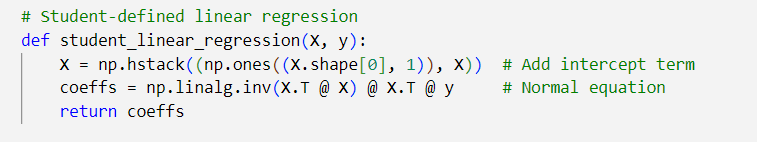 # Student-defined linear regression
def student_linear_regression(X, y):
    X = np.hstack((np.ones((X.shape[0], 1)), X))  # Add intercept term
    coeffs = np.linalg.inv(X.T @ X) @ X.T @ y     # Normal equation
    return coeffs